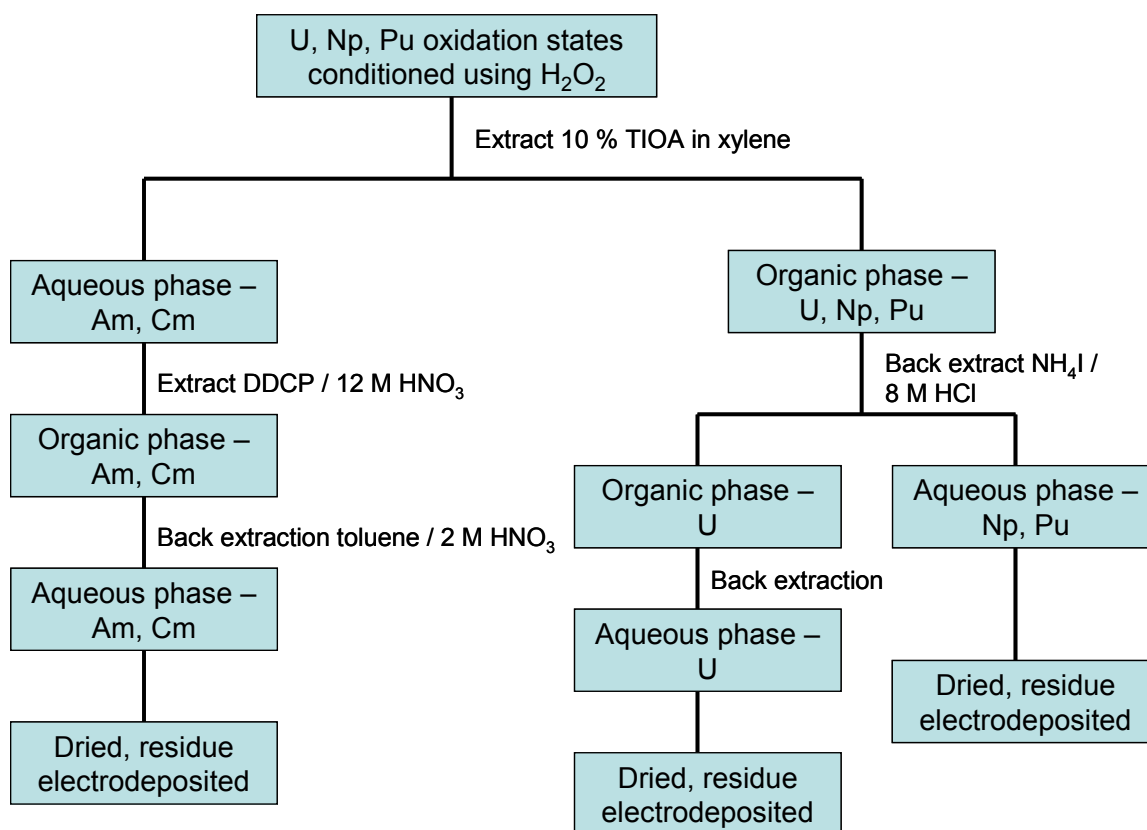 U, Np, Pu oxidation states
conditioned using H₂O₂
Extract 10 % TIOA in xylene
Aqueous phase –
Am, Cm
Extract DDCP / 12 M HNO₃
Organic phase –
Am, Cm
Back extraction toluene / 2 M HNO₃
Aqueous phase –
Am, Cm
Dried, residue
electrodeposited
Organic phase –
U, Np, Pu
Back extract NH₄I /
8 M HCl
Organic phase –
U
Back extraction
Aqueous phase –
U
Dried, residue
electrodeposited
Aqueous phase –
Np, Pu
Dried, residue
electrodeposited